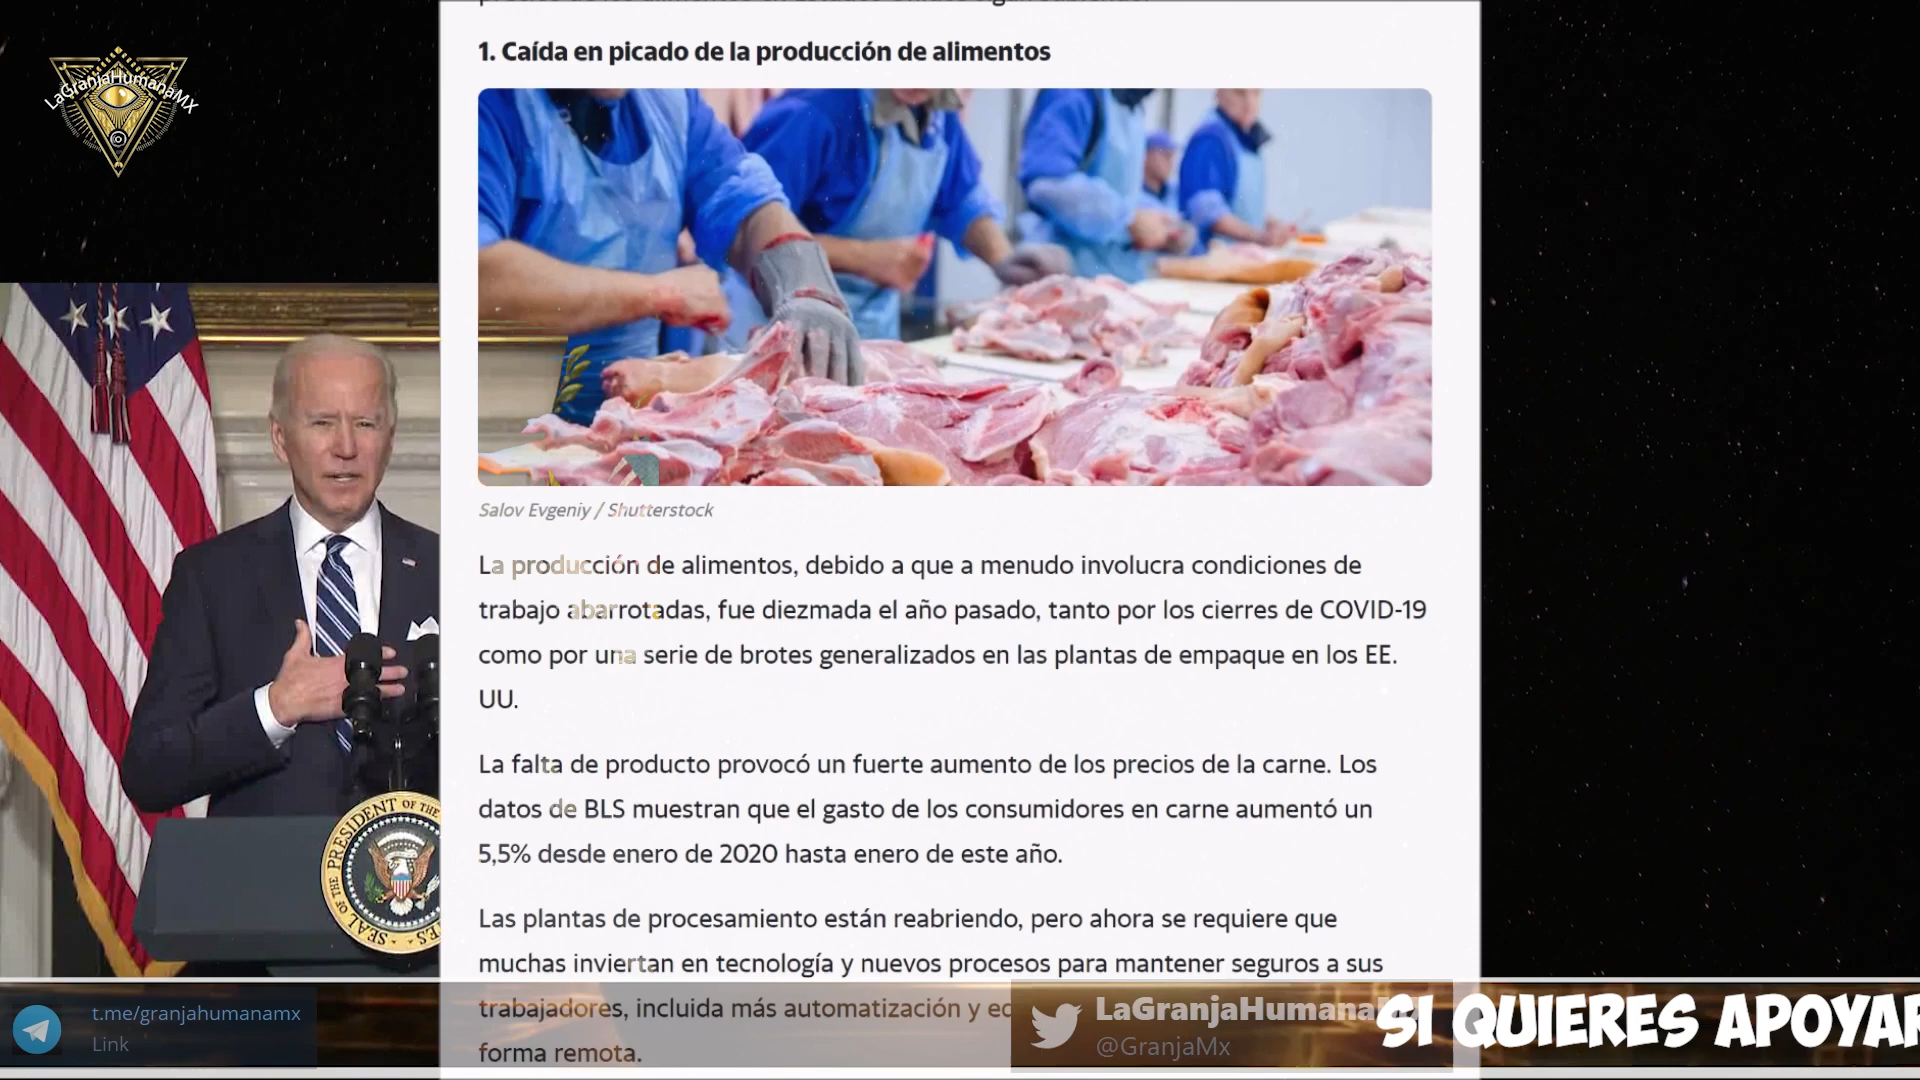 LaGranjaHumanaMX
1. Caída en picado de la producción de alimentos
Salov Evgeniy / Shutterstock
La producción de alimentos, debido a que a menudo involucra condiciones de
trabajo abarrotadas, fue diezmada el año pasado, tanto por los cierres de COVID-19
como por una serie de brotes generalizados en las plantas de empaque en los EE.
UU.
La falta de producto provocó un fuerte aumento de los precios de la carne. Los
datos de BLS muestran que el gasto de los consumidores en carne aumentó un
5,5% desde enero de 2020 hasta enero de este año.
Las plantas de procesamiento están reabriendo, pero ahora se requiere que
muchas inviertan en tecnología y nuevos procesos para mantener seguros a sus
trabajadores, incluida más automatización y
forma remota.
PRESIDENT OF THE
SEAL OF THE
t.me/granjahumanamx
Link
LaGranjaHumana
@GranjaMx
SI QUIERES APOYAR